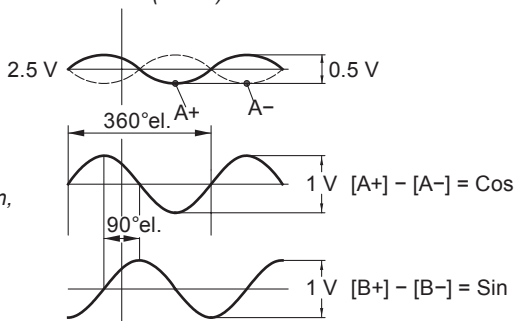 2.5 V
0.5 V
A+
A−
360°el.
1 V [A+] − [A−] = Cos
90°el.
1 V [B+] − [B−] = Sin